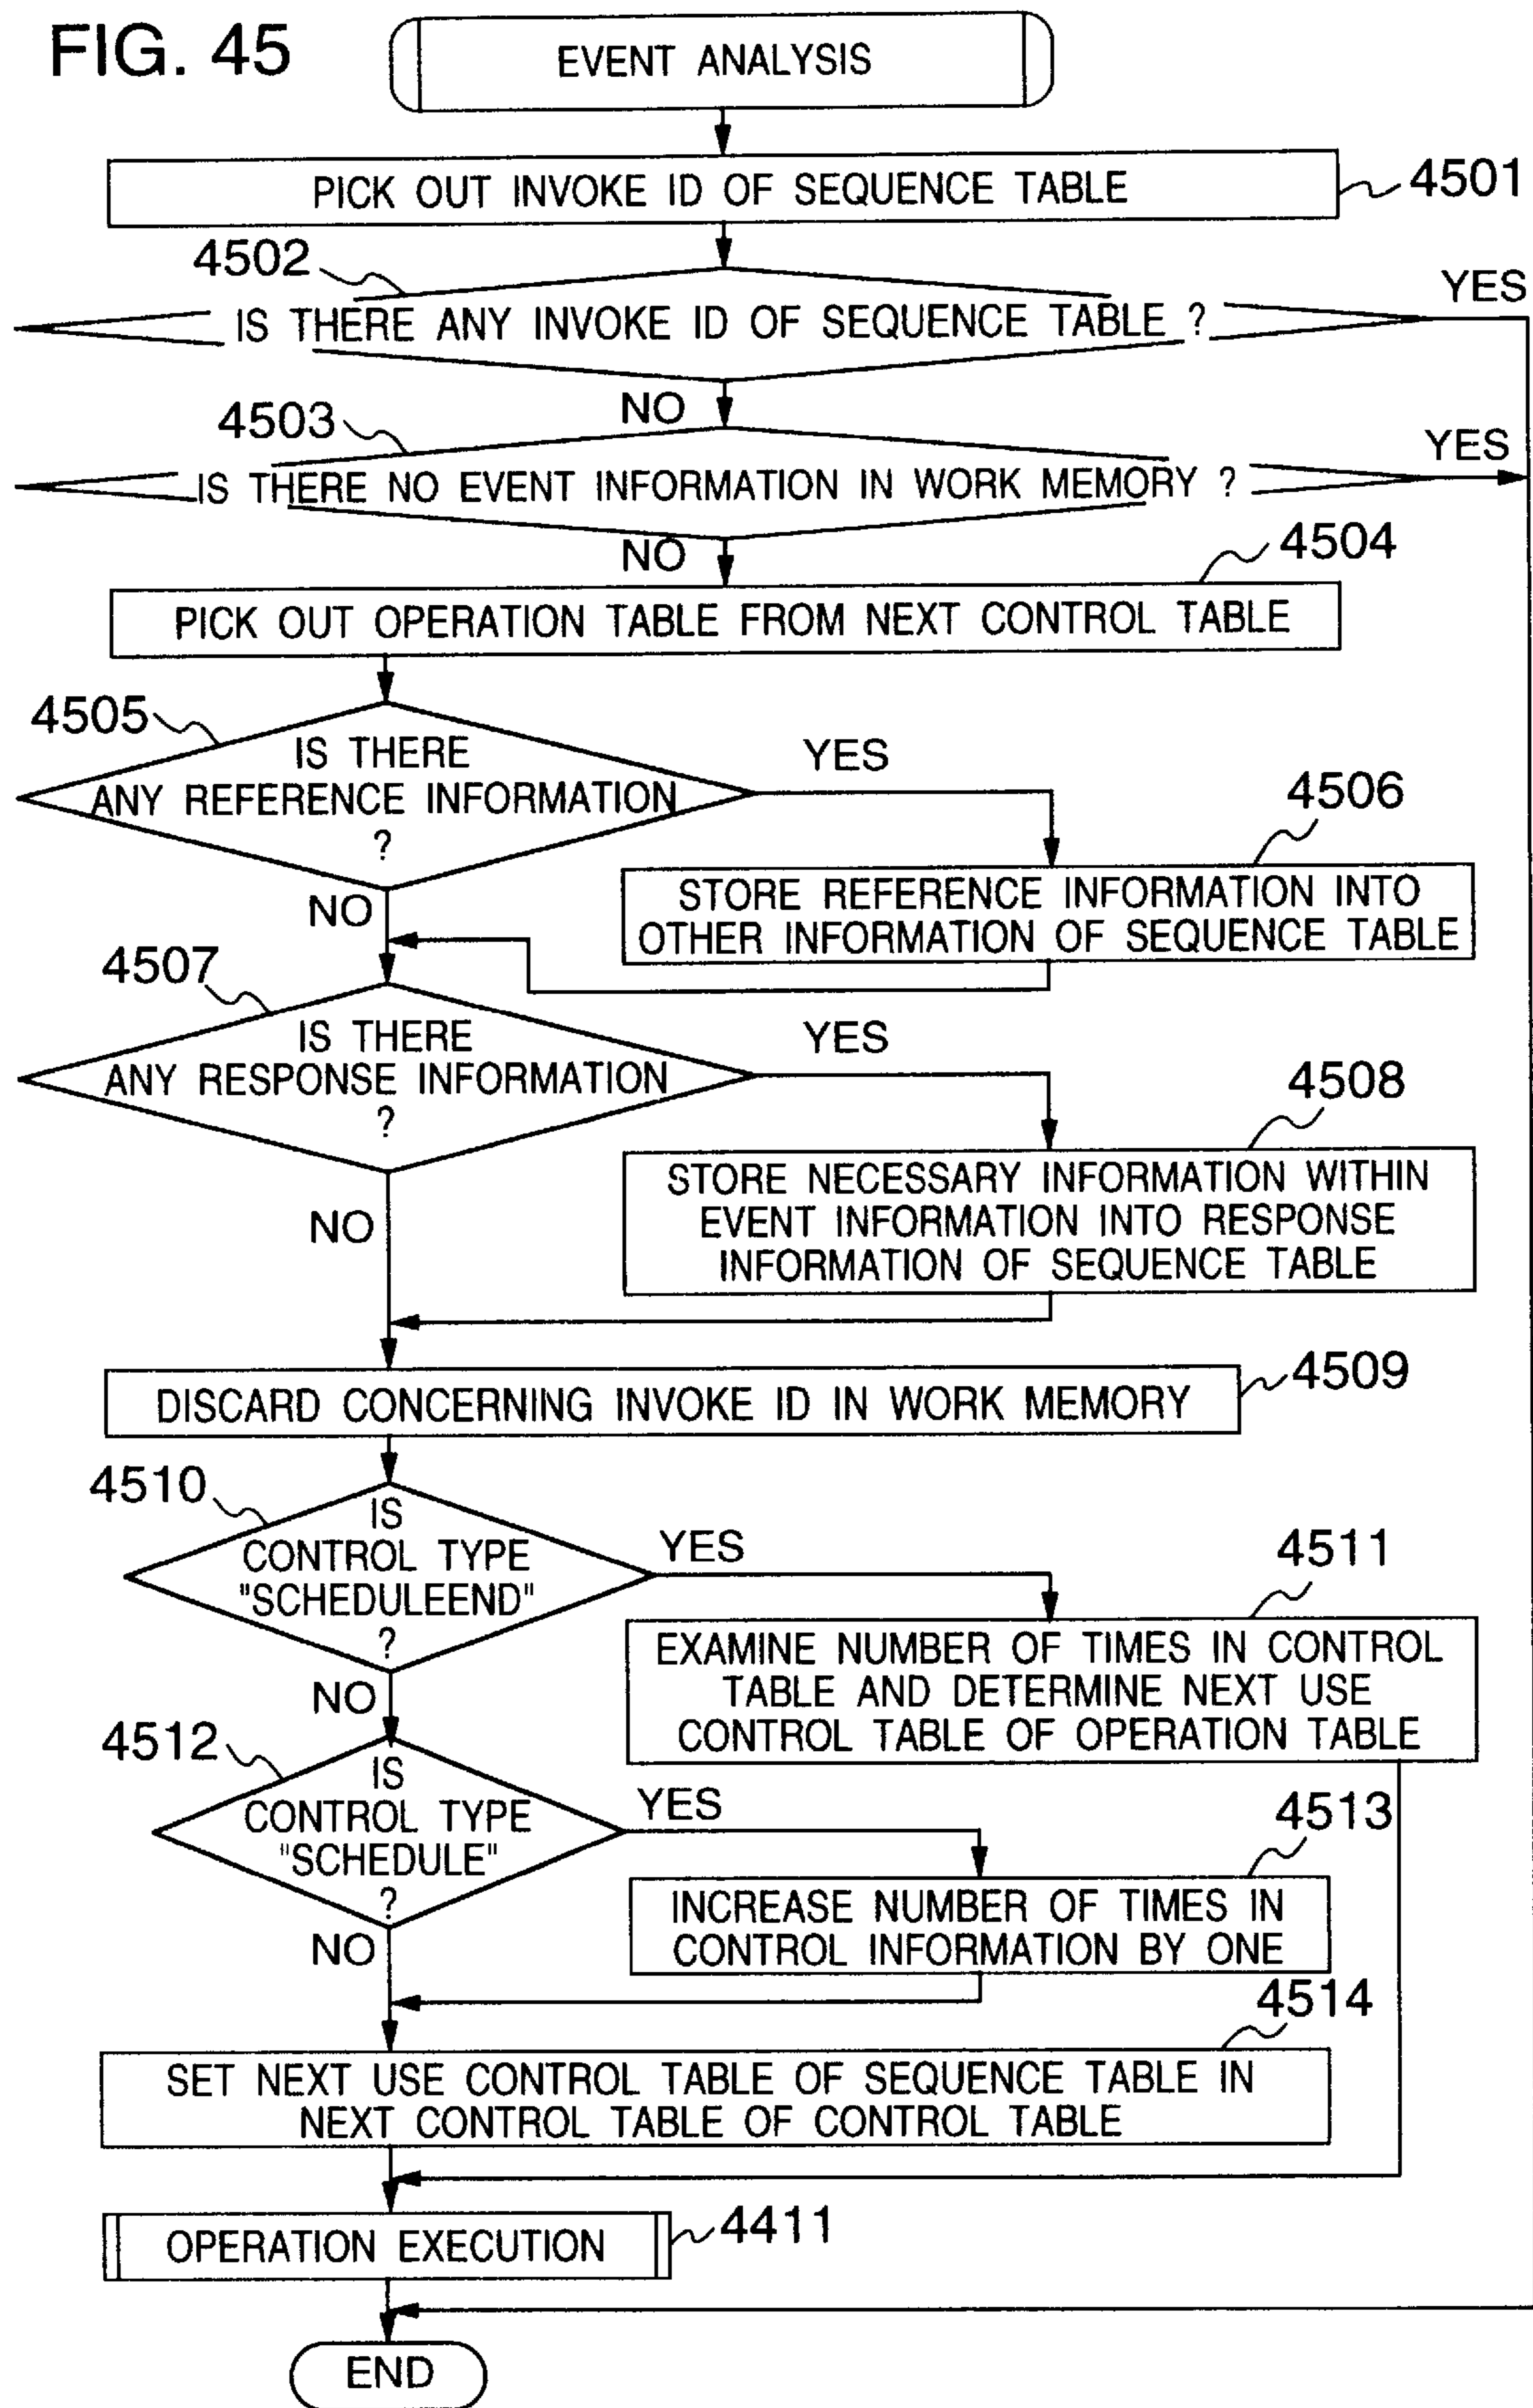 FIG. 45
EVENT ANALYSIS
PICK OUT INVOKE ID OF SEQUENCE TABLE
4501
4502
IS THERE ANY INVOKE ID OF SEQUENCE TABLE ?
YES
NO
4503
IS THERE NO EVENT INFORMATION IN WORK MEMORY ?
YES
NO
4504
PICK OUT OPERATION TABLE FROM NEXT CONTROL TABLE
4505
IS THERE
ANY REFERENCE INFORMATION
?
YES
NO
4506
STORE REFERENCE INFORMATION INTO
OTHER INFORMATION OF SEQUENCE TABLE
4507
IS THERE
ANY RESPONSE INFORMATION
?
YES
NO
4508
STORE NECESSARY INFORMATION WITHIN
EVENT INFORMATION INTO RESPONSE
INFORMATION OF SEQUENCE TABLE
DISCARD CONCERNING INVOKE ID IN WORK MEMORY
4509
4510
IS
CONTROL TYPE
"SCHEDULEEND"
?
YES
NO
4511
EXAMINE NUMBER OF TIMES IN CONTROL
TABLE AND DETERMINE NEXT USE
CONTROL TABLE OF OPERATION TABLE
4512
IS
CONTROL TYPE
"SCHEDULE"
?
YES
NO
4513
INCREASE NUMBER OF TIMES IN
CONTROL INFORMATION BY ONE
4514
SET NEXT USE CONTROL TABLE OF SEQUENCE TABLE IN
NEXT CONTROL TABLE OF CONTROL TABLE
OPERATION EXECUTION
4411
END